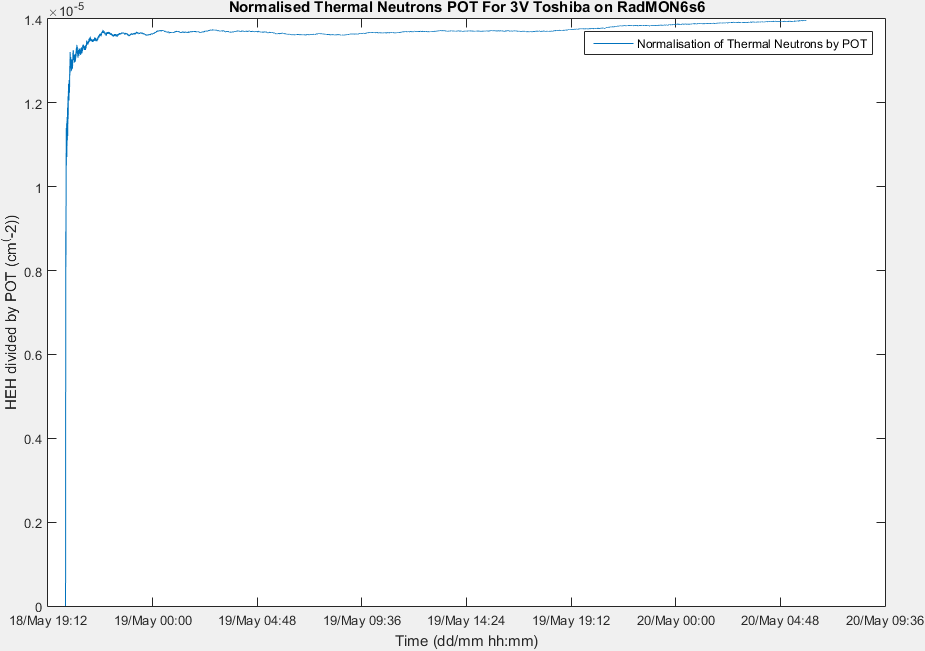 Normalised Thermal Neutrons POT For 3V Toshiba on RadMON6s6
×10^-5
Normalisation of Thermal Neutrons by POT
1.4
1.2
1
0.8
0.6
0.4
0.2
0
HEH divided by POT (cm^(-2))
18/May 19:12 19/May 00:00 19/May 04:48 19/May 09:36 19/May 14:24 19/May 19:12 20/May 00:00 20/May 04:48 20/May 09:36
Time (dd/mm hh:mm)